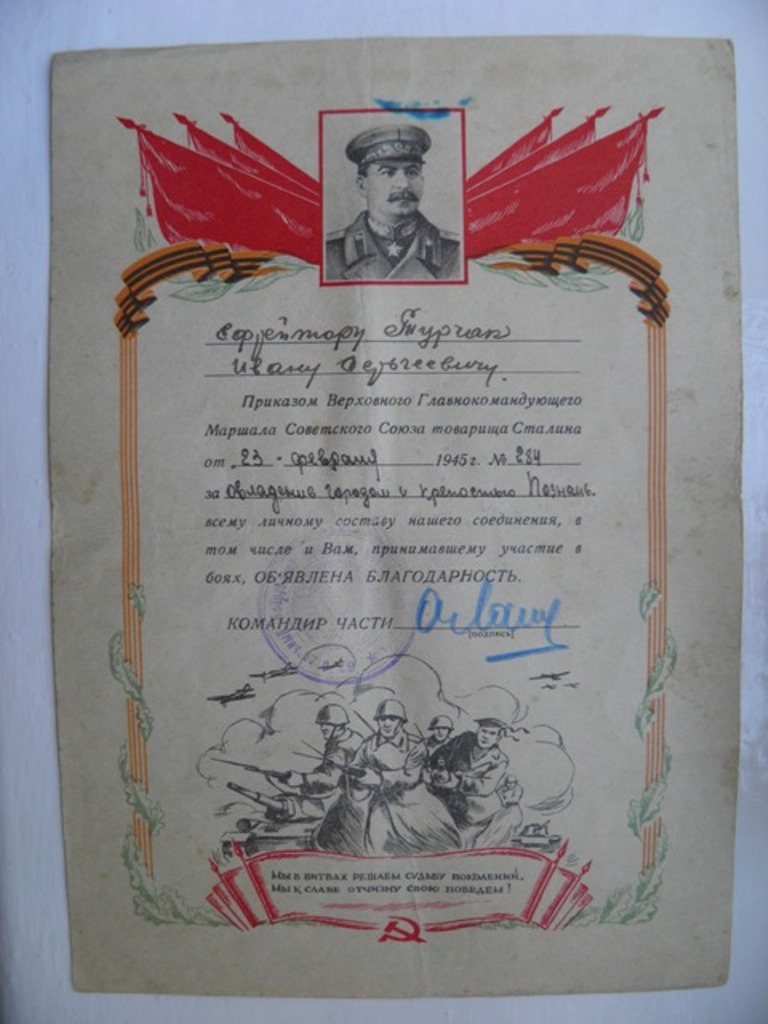 Ефрейтору Турчак
Ивану Сергеевичу.
Приказом Верховного Главнокомандующего
Маршала Советского Союза товарища Сталина
от „23 - февраля 1945 г. № 284
за овладение городом и крепостью Познань.
всему личному составу нашего соединения, в
том числе и Вам, принимавшему участие в
боях, ОБ'ЯВЛЕНА БЛАГОДАРНОСТЬ.
КОМАНДИР ЧАСТИ
(подпись)
МЫ В БИТВАХ РЕШАЕМ СУДЬБУ ПОКОЛЕНИЙ,
МЫ К СЛАВЕ ОТЧИЗНУ СВОЮ ПОВЕДЕМ!